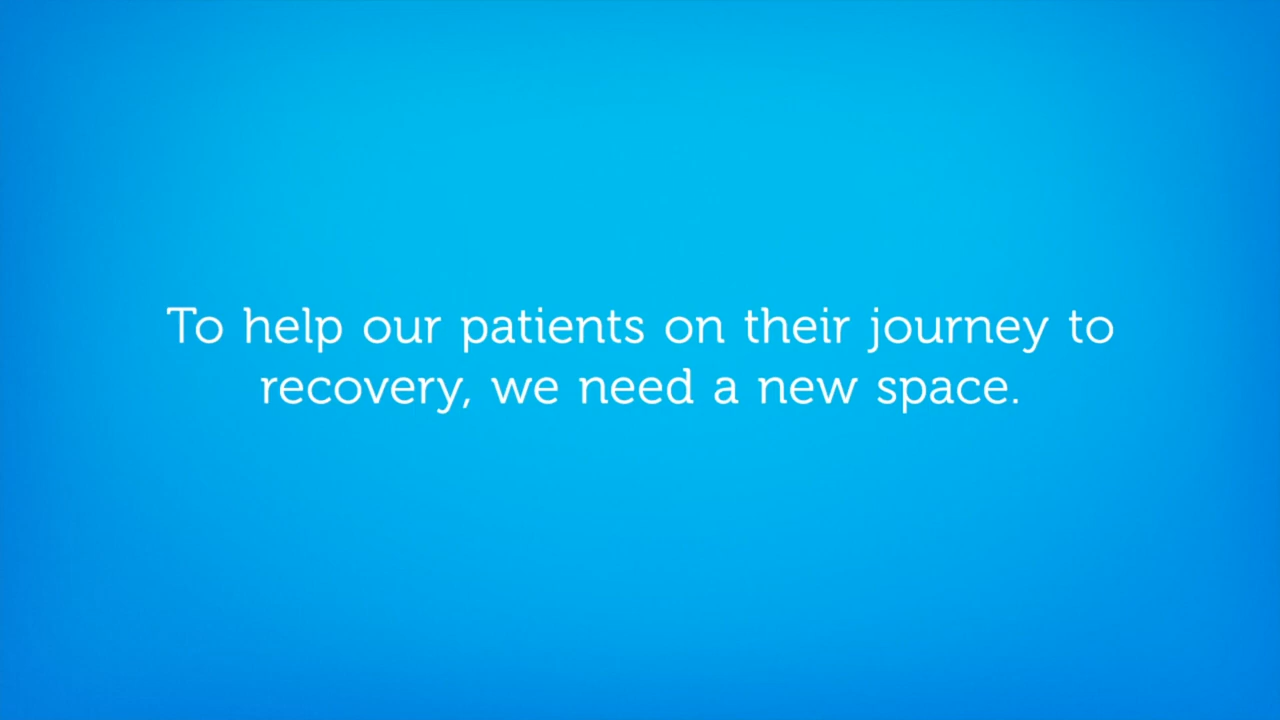 To help our patients on their journey to
recovery, we need a new space.